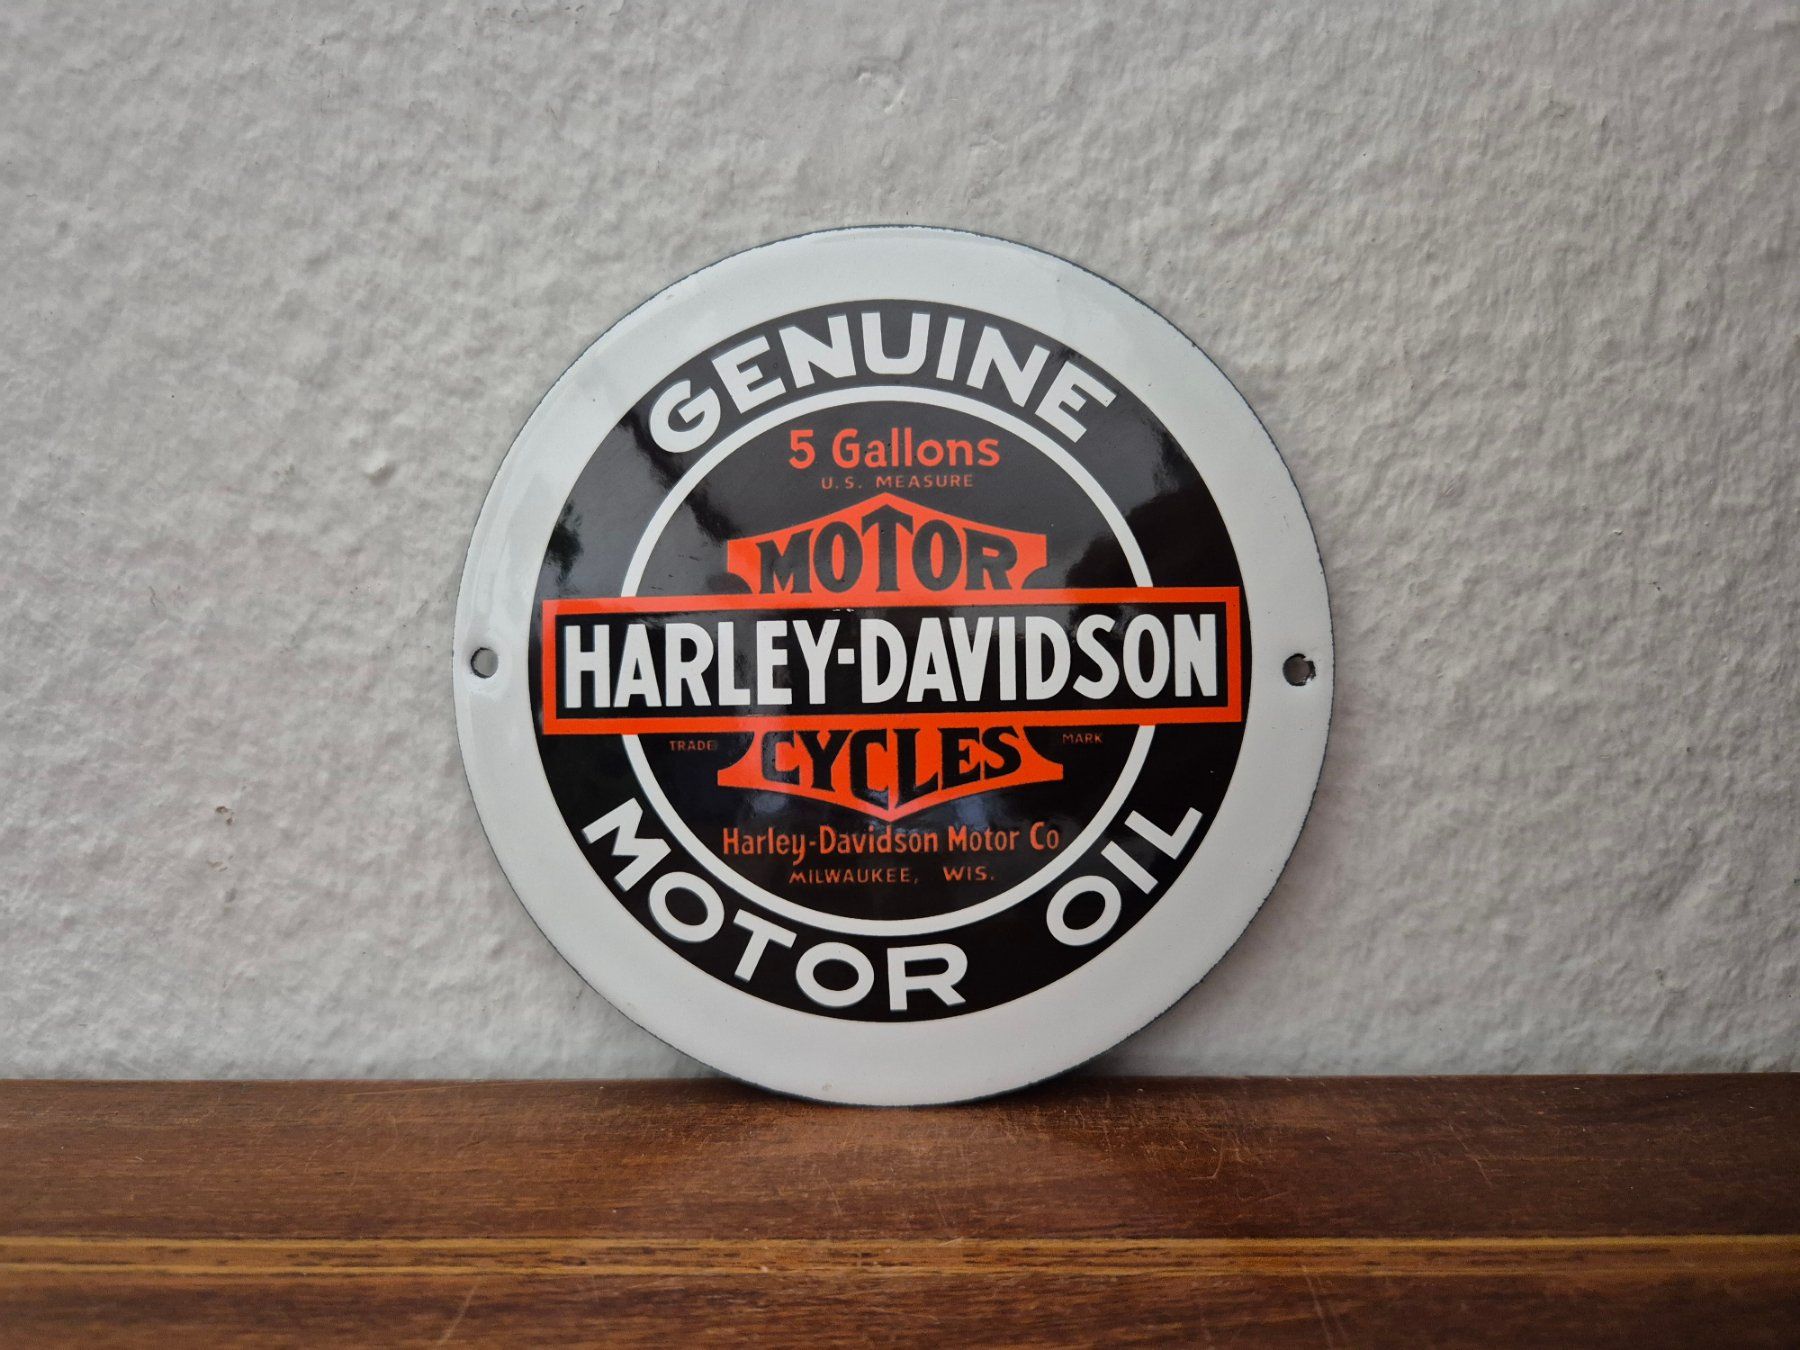 GENUINE
5 Gallons
U.S. MEASURE
MOTOR
HARLEY-DAVIDSON
CYCLES
TRADE MARK
Harley-Davidson Motor Co
MILWAUKEE, WIS.
MOTOR OIL